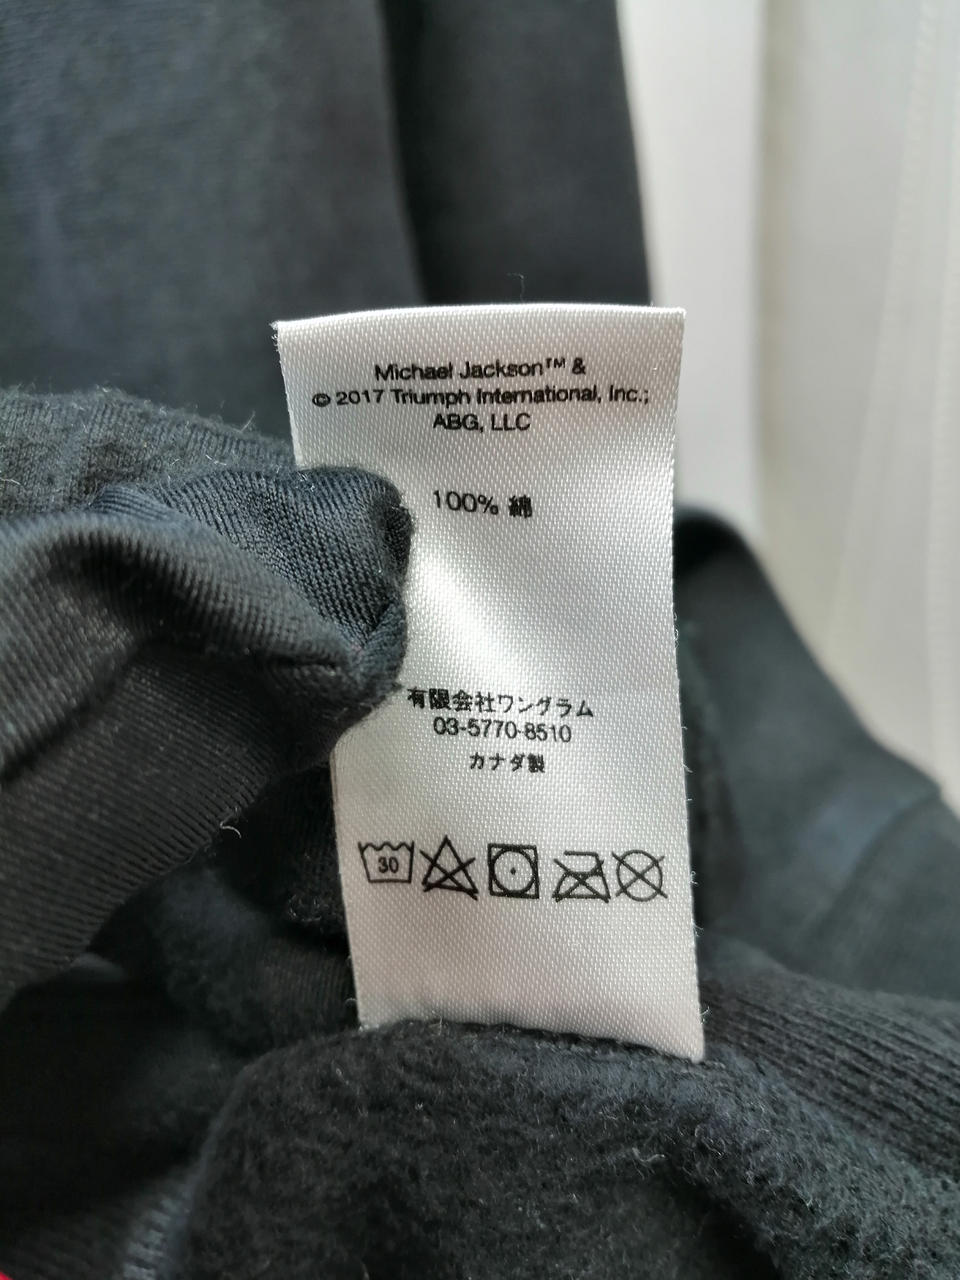 Michael Jackson™ &
© 2017 Triumph International, Inc.;
ABG, LLC
100% 綿
有限会社ワングラム
03-5770-8510
カナダ製
30